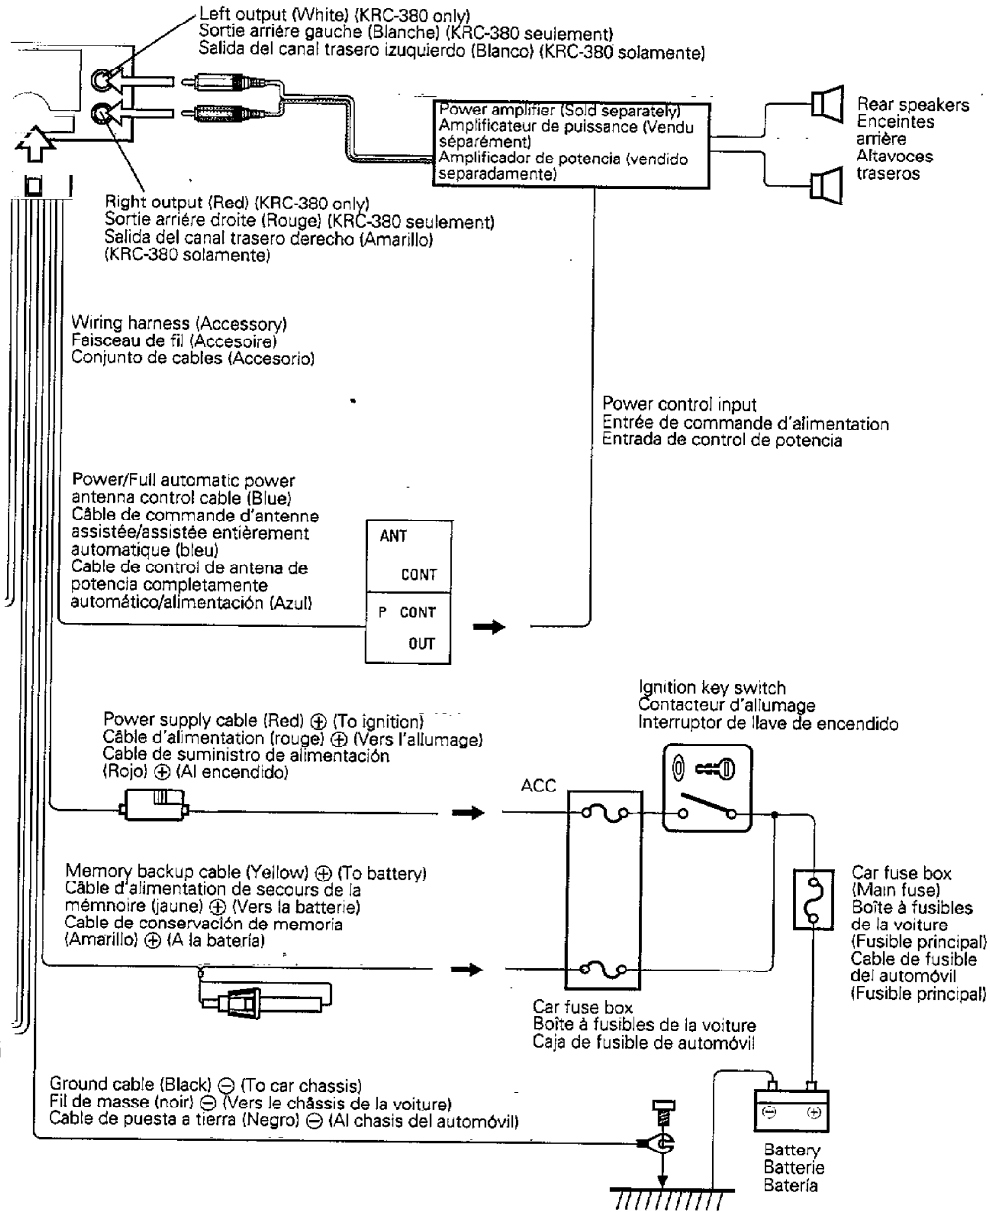 Left output (White) (KRC-380 only)
Sortie arriére gauche (Blanche) (KRC-380 seulement)
Salida del canal trasero izuquierdo (Blanco) (KRC-380 solamente)
Power amplifier (Sold separately)
Amplificateur de puissance (Vendu
séparément)
Amplificador de potencia (vendido
separadamente)
Rear speakers
Enceintes
arrière
Altavoces
traseros
Right output (Red) (KRC-380 only)
Sortie arriére droite (Rouge) (KRC-380 seulement)
Salida del canal trasero derecho (Amarillo)
(KRC-380 solamente)
Wiring harness (Accessory)
Faisceau de fil (Accesoire)
Conjunto de cables (Accesorio)
Power control input
Entrée de commande d'alimentation
Entrada de control de potencia
Power/Full automatic power
antenna control cable (Blue)
Câble de commande d'antenne
assistée/assistée entièrement
automatique (bleu)
Cable de control de antena de
potencia completamente
automático/alimentación (Azul)
ANT
CONT
P CONT
OUT
Ignition key switch
Contacteur d'allumage
Interruptor de llave de encendido
Power supply cable (Red) ⊕ (To ignition)
Câble d'alimentation (rouge) ⊕ (Vers l'allumage)
Cable de suministro de alimentación
(Rojo) ⊕ (Al encendido)
ACC
Memory backup cable (Yellow) ⊕ (To battery)
Câble d'alimentation de secours de la
mémnoire (jaune) ⊕ (Vers la batterie)
Cable de conservación de memoria
(Amarillo) ⊕ (A la batería)
Car fuse box
(Main fuse)
Boîte à fusibles
de la voiture
(Fusible principal)
Cable de fusible
del automóvil
(Fusible principal)
Car fuse box
Boîte à fusibles de la voiture
Caja de fusible de automóvil
Ground cable (Black) ⊖ (To car chassis)
Fil de masse (noir) ⊖ (Vers le châssis de la voiture)
Cable de puesta a tierra (Negro) ⊖ (Al chasis del automóvil)
⊖ ⊕
Battery
Batterie
Batería